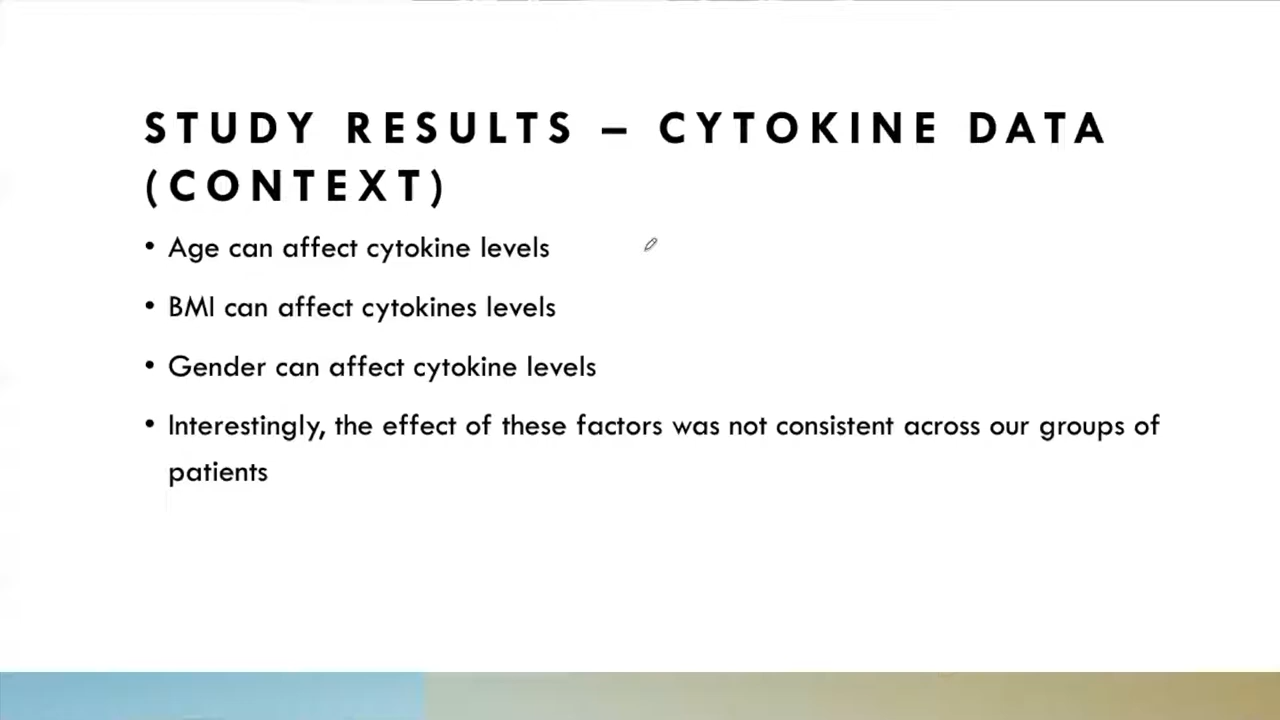 STUDY RESULTS – CYTOKINE DATA
(CONTEXT)
• Age can affect cytokine levels
• BMI can affect cytokines levels
• Gender can affect cytokine levels
• Interestingly, the effect of these factors was not consistent across our groups of
patients